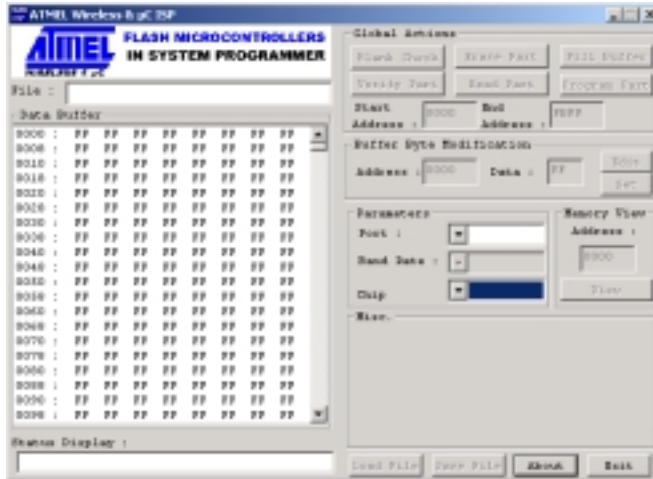 ATMEL Wireless & µC ISP
ATMEL
FLASH MICROCONTROLLERS
IN SYSTEM PROGRAMMER
WIRELESS & µC
File :
Data Buffer
0000 : FF FF FF FF FF FF FF FF
0008 : FF FF FF FF FF FF FF FF
0010 : FF FF FF FF FF FF FF FF
0018 : FF FF FF FF FF FF FF FF
0020 : FF FF FF FF FF FF FF FF
0028 : FF FF FF FF FF FF FF FF
0030 : FF FF FF FF FF FF FF FF
0038 : FF FF FF FF FF FF FF FF
0040 : FF FF FF FF FF FF FF FF
0048 : FF FF FF FF FF FF FF FF
0050 : FF FF FF FF FF FF FF FF
0058 : FF FF FF FF FF FF FF FF
0060 : FF FF FF FF FF FF FF FF
0068 : FF FF FF FF FF FF FF FF
0070 : FF FF FF FF FF FF FF FF
0078 : FF FF FF FF FF FF FF FF
0080 : FF FF FF FF FF FF FF FF
0088 : FF FF FF FF FF FF FF FF
0090 : FF FF FF FF FF FF FF FF
0098 : FF FF FF FF FF FF FF FF
Status Display :
Global Actions
Blank Check Erase Part Fill Buffer
Verify Part Read Part Program Part
Start Address : 0000 End Address :
Buffer Byte Modification
Address : 0000 Data : FF
Edit
Set
Parameters
Port :
Baud Rate :
Chip
Memory View
Address :
0000
View
Misc.
Load File Save File About Exit